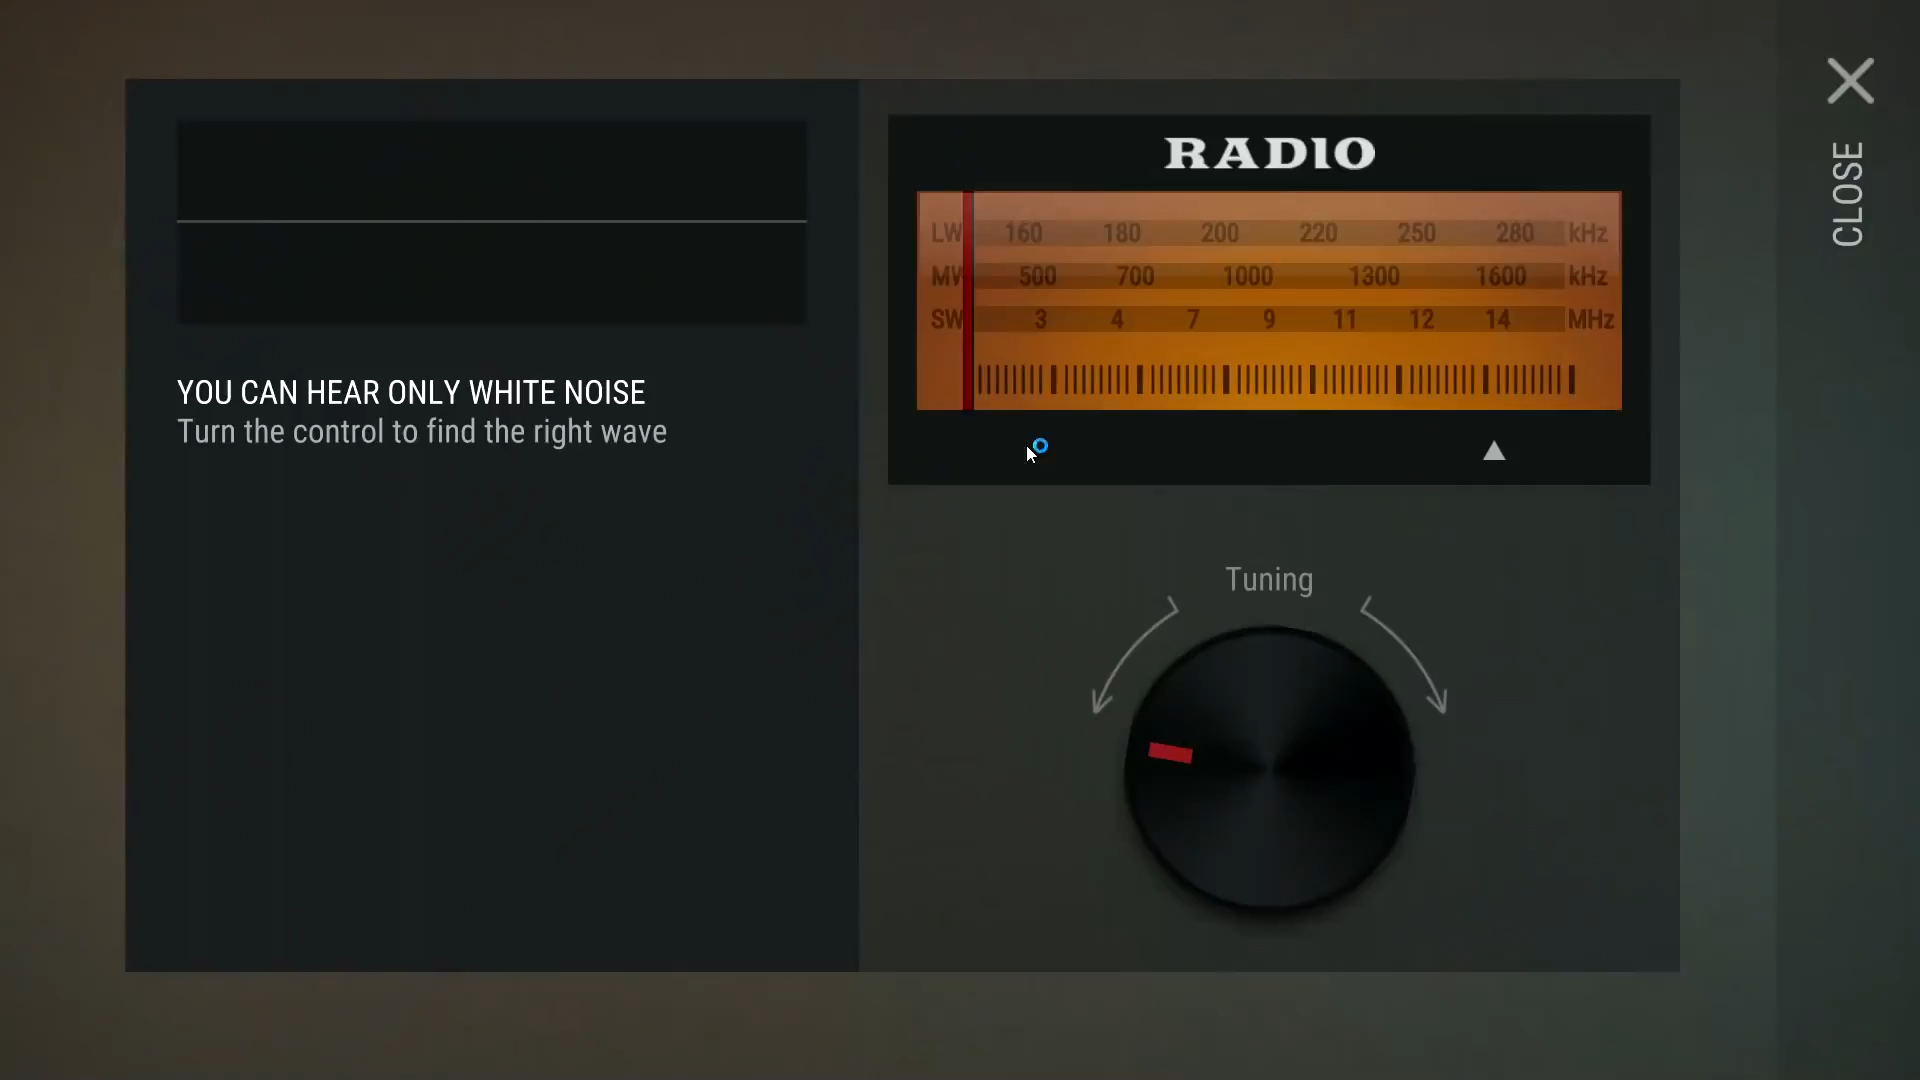 RADIO
LW 160 180 200 220 250 280 kHz
MW 500 700 1000 1300 1600 kHz
SW 3 4 7 9 11 12 14 MHz
YOU CAN HEAR ONLY WHITE NOISE
Turn the control to find the right wave
Tuning
CLOSE